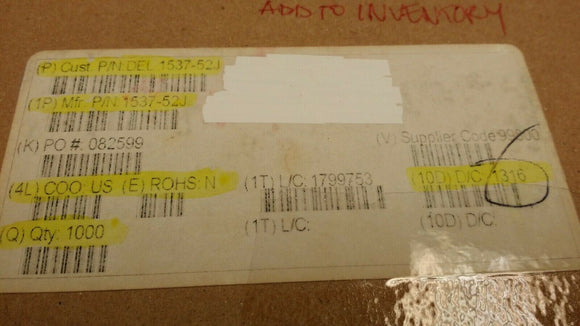 ADD TO INVENTORY
(P) Cust. P/N:DEL 1537-52J
(1P) Mfr. P/N:1537-52J
(K) PO #: 082599
(V) Supplier Code:
(4L) COO: US (E) ROHS: N (1T) L/C: 1799753 (10D) D/C: 1316
(Q) Qty: 1000 (1T) L/C: (10D) D/C: